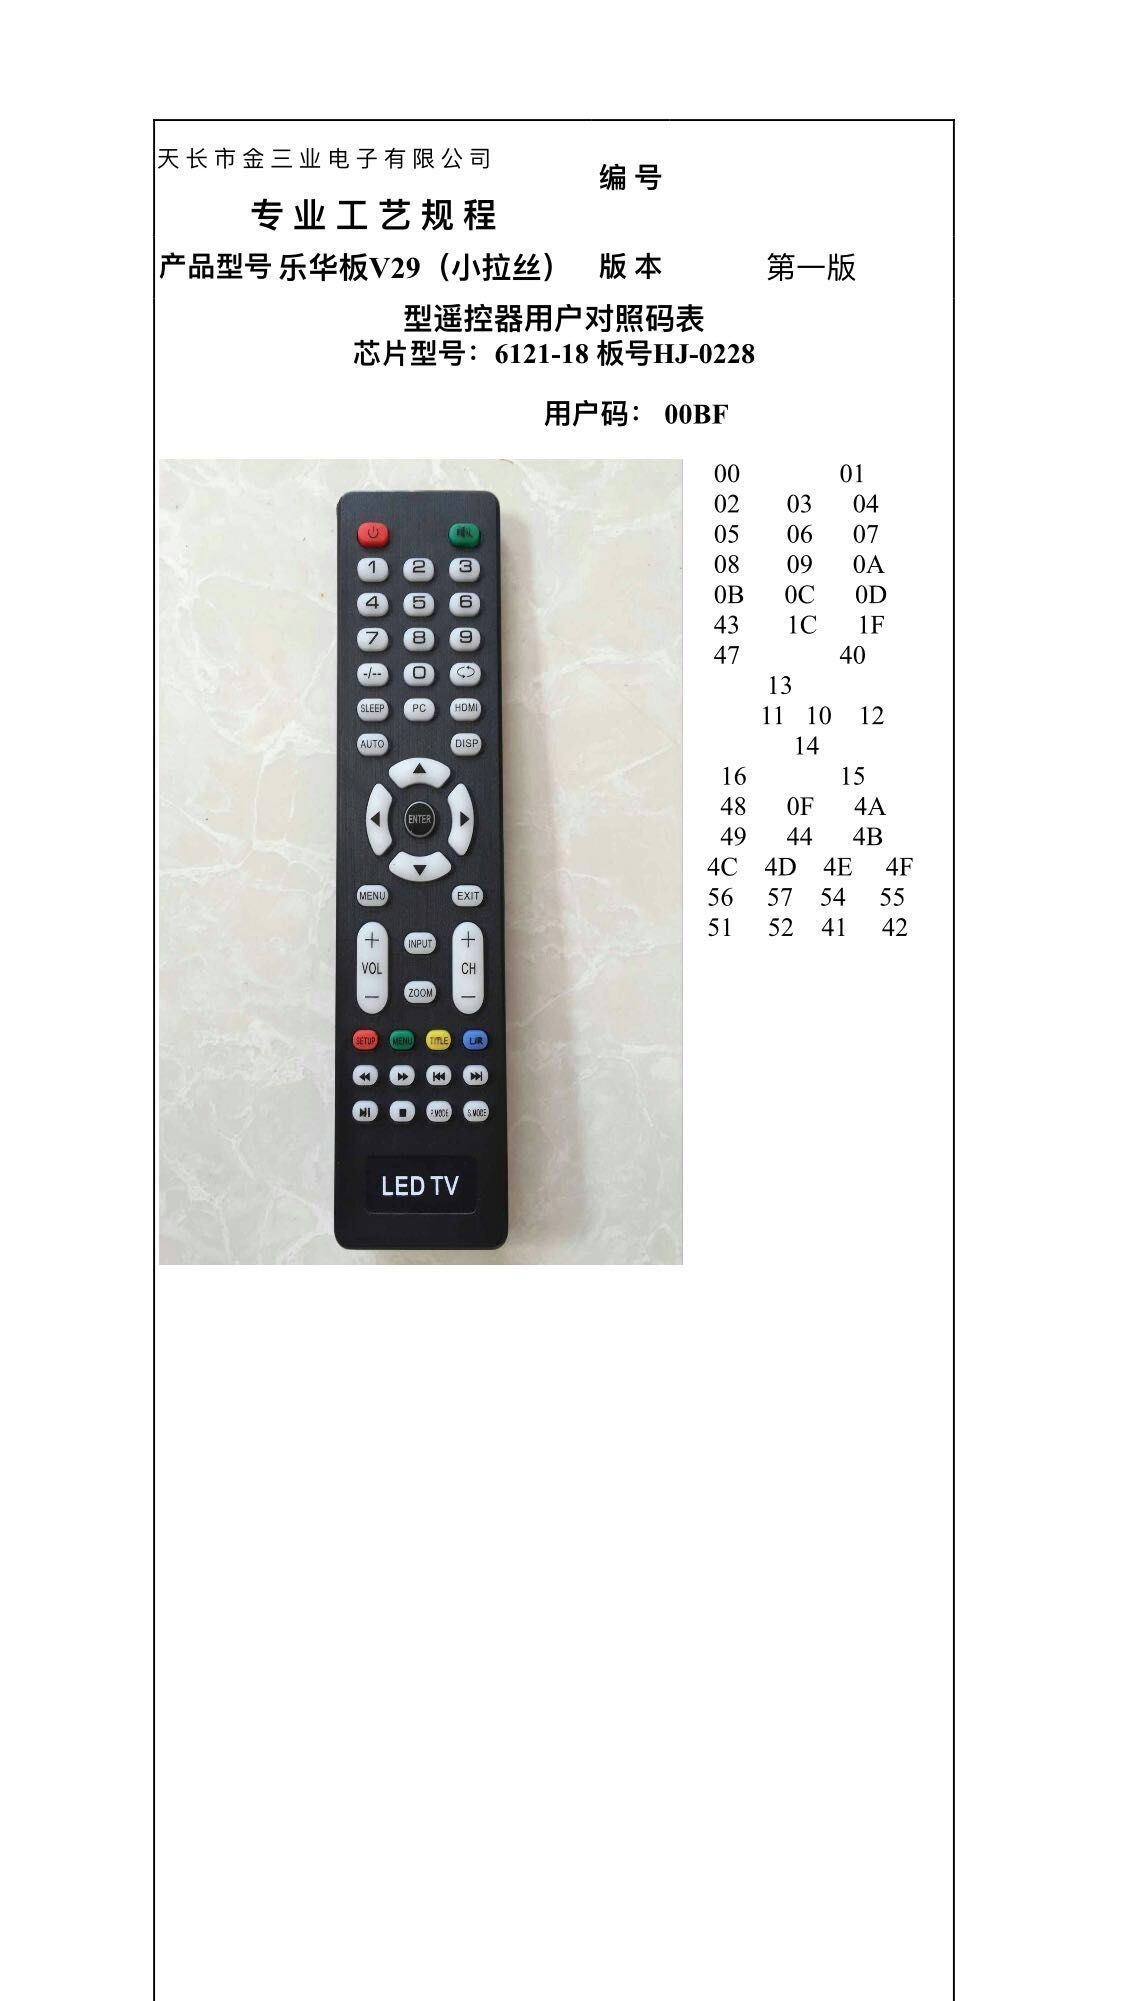 天长市金三业电子有限公司
编 号
专 业 工 艺 规 程
产品型号 乐华板V29（小拉丝） 版 本 第一版
型遥控器用户对照码表
芯片型号：6121-18 板号HJ-0228
用户码： 00BF
00 01
02 03 04
05 06 07
08 09 0A
0B 0C 0D
43 1C 1F
47 40
13
11 10 12
14
16 15
48 0F 4A
49 44 4B
4C 4D 4E 4F
56 57 54 55
51 52 41 42
1 2 3
4 5 6
7 8 9
-/-- 0
SLEEP PC HDMI
AUTO DISP
ENTER
MENU EXIT
+ INPUT +
VOL CH
— ZOOM —
SETUP MENU TITLE L/R
P.MODE S.MODE
LED TV